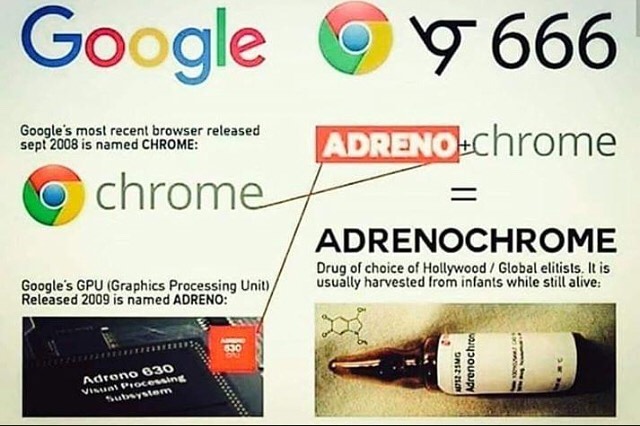 Google
666
Google's most recent browser released
sept 2008 is named CHROME:
chrome
ADRENO+chrome
=
ADRENOCHROME
Drug of choice of Hollywood / Global elitists. It is
usually harvested from infants while still alive:
Google's GPU (Graphics Processing Unit)
Released 2009 is named ADRENO:
Adreno 630
Visual Processing
Subsystem
ADRENO
630
GPU
Adrenochrom